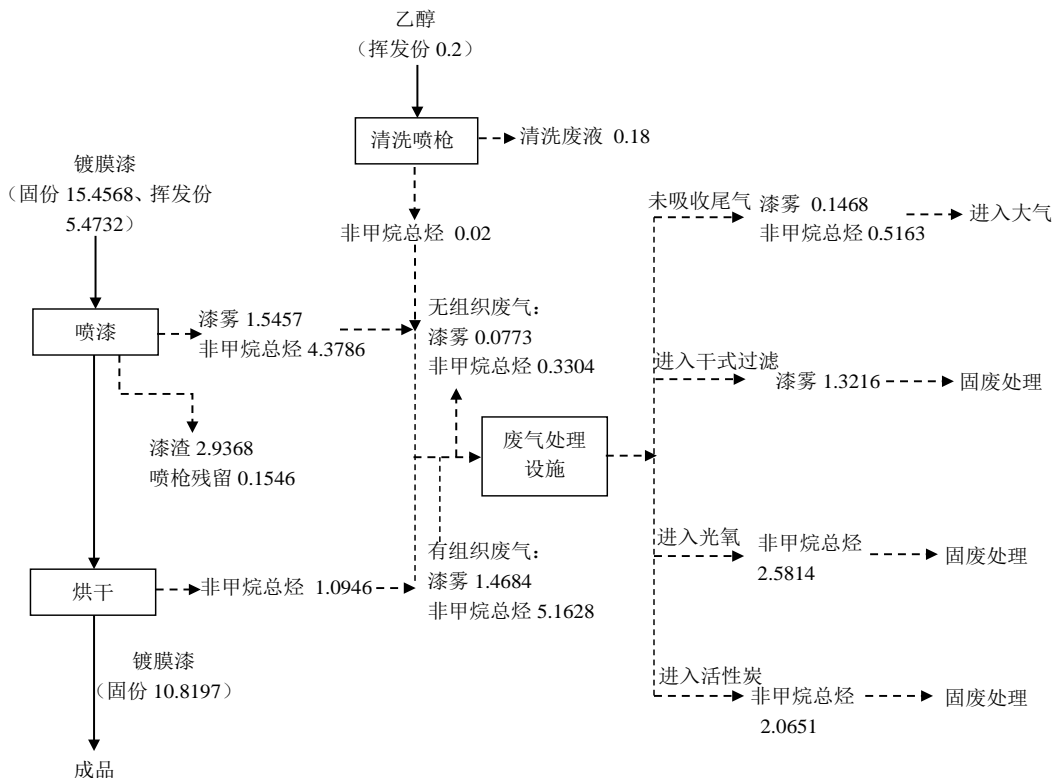 乙醇
（挥发份 0.2）
清洗喷枪
清洗废液 0.18
镀膜漆
（固份 15.4568、挥发份
5.4732）
非甲烷总烃 0.02
未吸收尾气
漆雾 0.1468
非甲烷总烃 0.5163
进入大气
喷漆
漆雾 1.5457
非甲烷总烃 4.3786
无组织废气：
漆雾 0.0773
非甲烷总烃 0.3304
进入干式过滤
漆雾 1.3216
固废处理
漆渣 2.9368
喷枪残留 0.1546
废气处理
设施
进入光氧
非甲烷总烃
2.5814
固废处理
烘干
非甲烷总烃 1.0946
有组织废气：
漆雾 1.4684
非甲烷总烃 5.1628
镀膜漆
（固份 10.8197）
进入活性炭
非甲烷总烃
2.0651
固废处理
成品